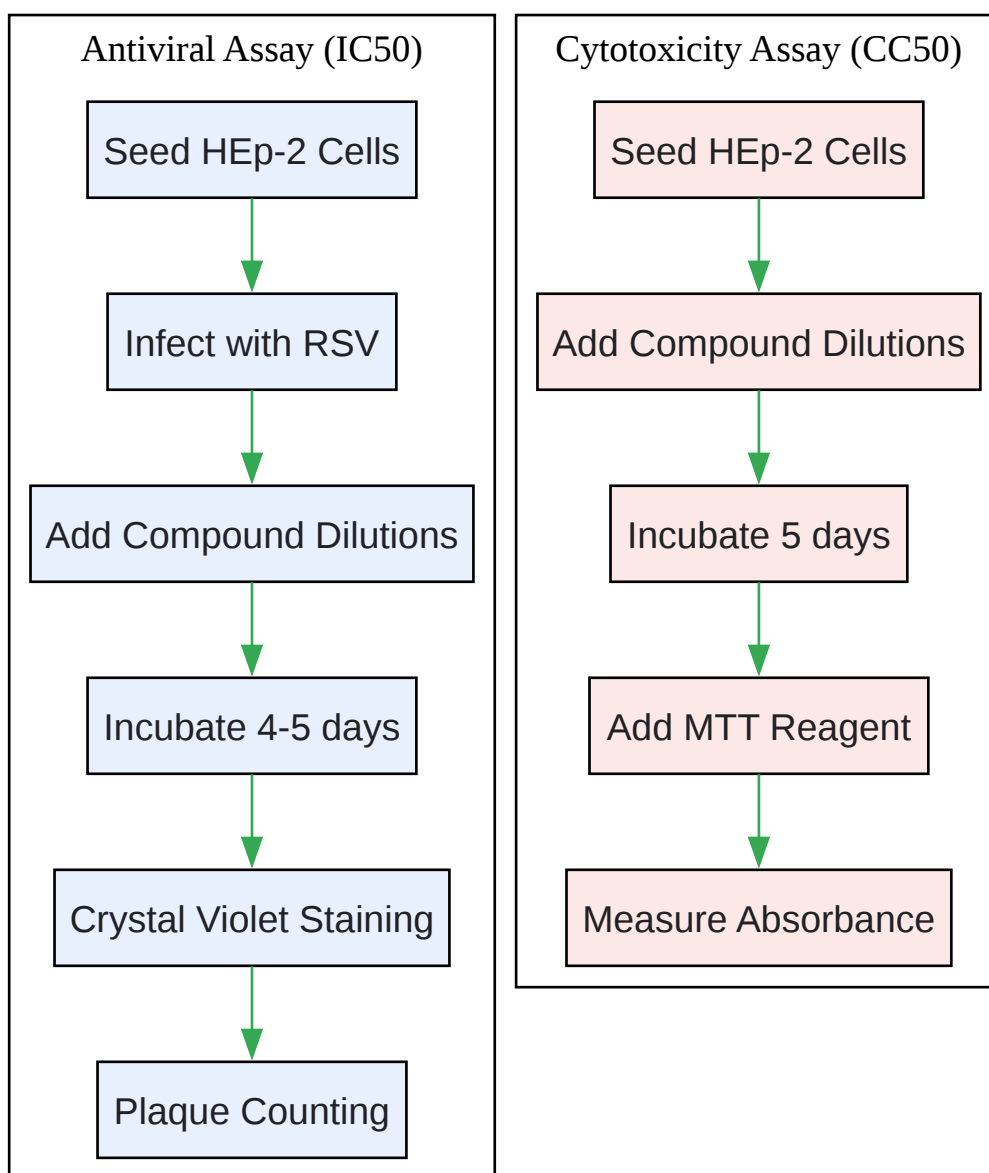 Antiviral Assay (IC50)
Seed HEp-2 Cells
Infect with RSV
Add Compound Dilutions
Incubate 4-5 days
Crystal Violet Staining
Plaque Counting
Cytotoxicity Assay (CC50)
Seed HEp-2 Cells
Add Compound Dilutions
Incubate 5 days
Add MTT Reagent
Measure Absorbance